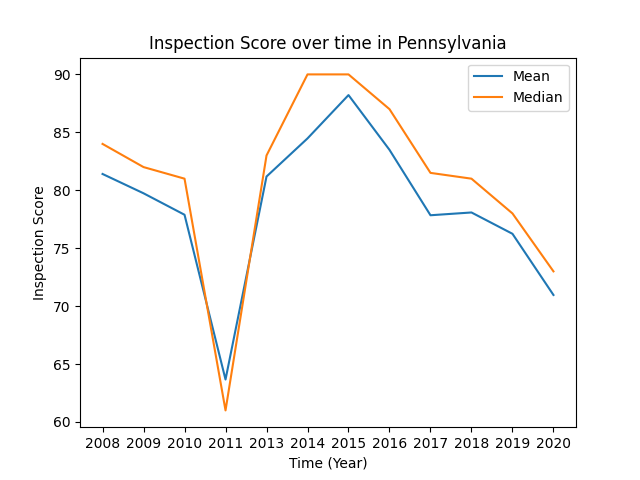 Inspection Score over time in Pennsylvania
Mean
Median
90
85
80
75
70
65
60
Inspection Score
2008 2009 2010 2011 2013 2014 2015 2016 2017 2018 2019 2020
Time (Year)